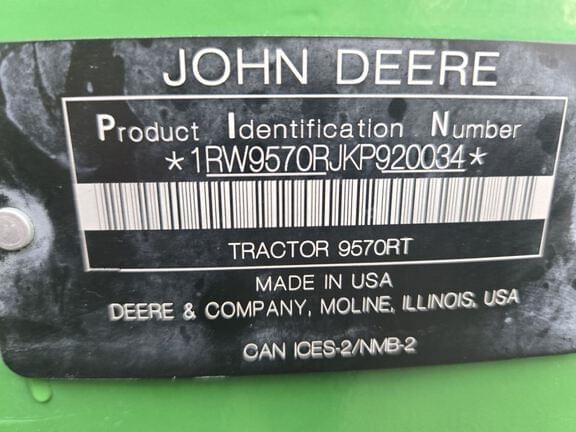 JOHN DEERE
Product Identification Number
*1RW9570RJKP920034*
TRACTOR 9570RT
MADE IN USA
DEERE & COMPANY, MOLINE, ILLINOIS, USA
CAN ICES-2/NMB-2